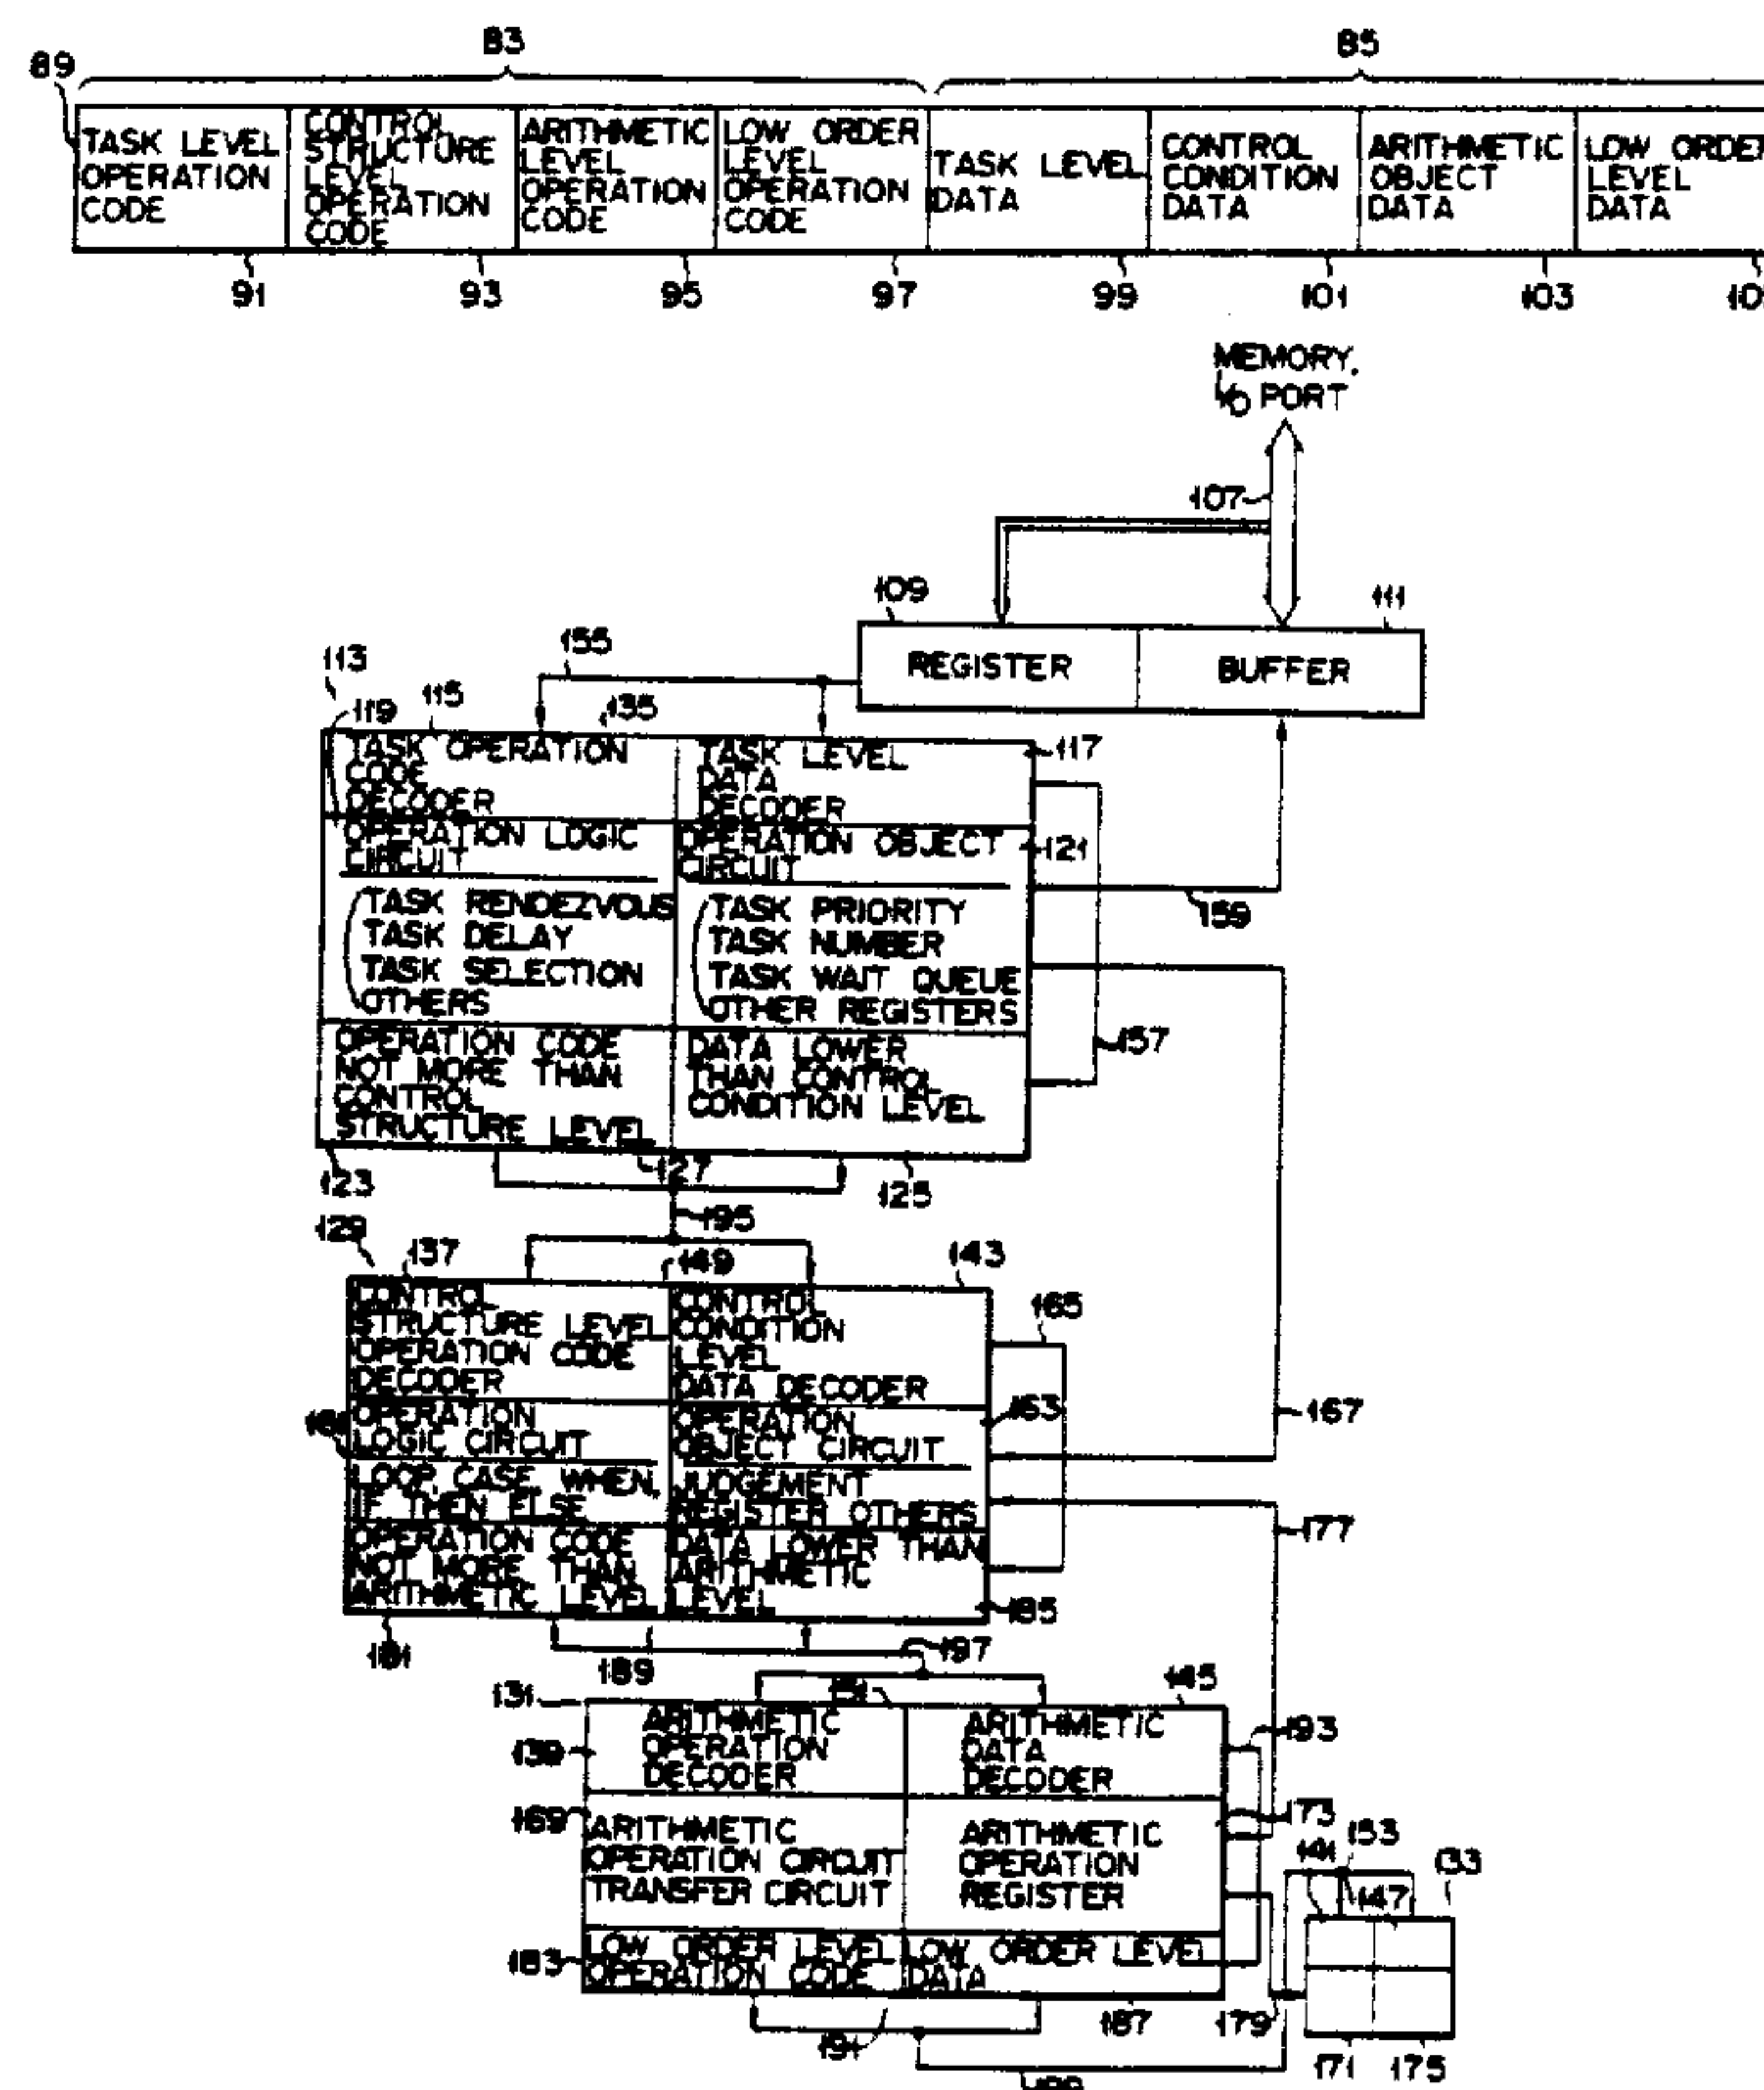 83
85
89
TASK LEVEL
OPERATION
CODE
CONTROL
STRUCTURE
LEVEL
OPERATION
CODE
ARITHMETIC
LEVEL
OPERATION
CODE
LOW ORDER
LEVEL
OPERATION
CODE
TASK LEVEL
DATA
CONTROL
CONDITION
DATA
ARITHMETIC
OBJECT
DATA
LOW ORDER
LEVEL
DATA
91
93
95
97
99
101
103
MEMORY,
I/O PORT
107
109
111
REGISTER
BUFFER
155
113
119
115
135
117
TASK OPERATION
CODE
DECODER
TASK LEVEL
DATA
DECODER
OPERATION LOGIC
CIRCUIT
OPERATION OBJECT
CIRCUIT
121
TASK RENDEZVOUS
TASK DELAY
TASK SELECTION
OTHERS
TASK PRIORITY
TASK NUMBER
TASK WAIT QUEUE
OTHER REGISTERS
159
157
OPERATION CODE
NOT MORE THAN
CONTROL
STRUCTURE LEVEL
DATA LOWER
THAN CONTROL
CONDITION LEVEL
123
127
125
195
129
137
149
143
165
CONTROL
STRUCTURE LEVEL
OPERATION CODE
DECODER
CONTROL
CONDITION
LEVEL
DATA DECODER
163
167
OPERATION
LOGIC CIRCUIT
OPERATION
OBJECT CIRCUIT
LOOP, CASE WHEN,
IF THEN ELSE
JUDGEMENT
REGISTER OTHERS
177
OPERATION CODE
NOT MORE THAN
ARITHMETIC LEVEL
DATA LOWER THAN
ARITHMETIC
LEVEL
185
181
189
197
131
145
ARITHMETIC
OPERATION
DECODER
ARITHMETIC
DATA
DECODER
193
139
169
173
ARITHMETIC
OPERATION CIRCUIT
TRANSFER CIRCUIT
ARITHMETIC
OPERATION
REGISTER
153
141
147
133
183
LOW ORDER LEVEL
OPERATION CODE
LOW ORDER LEVEL
DATA
191
187
179
171
175